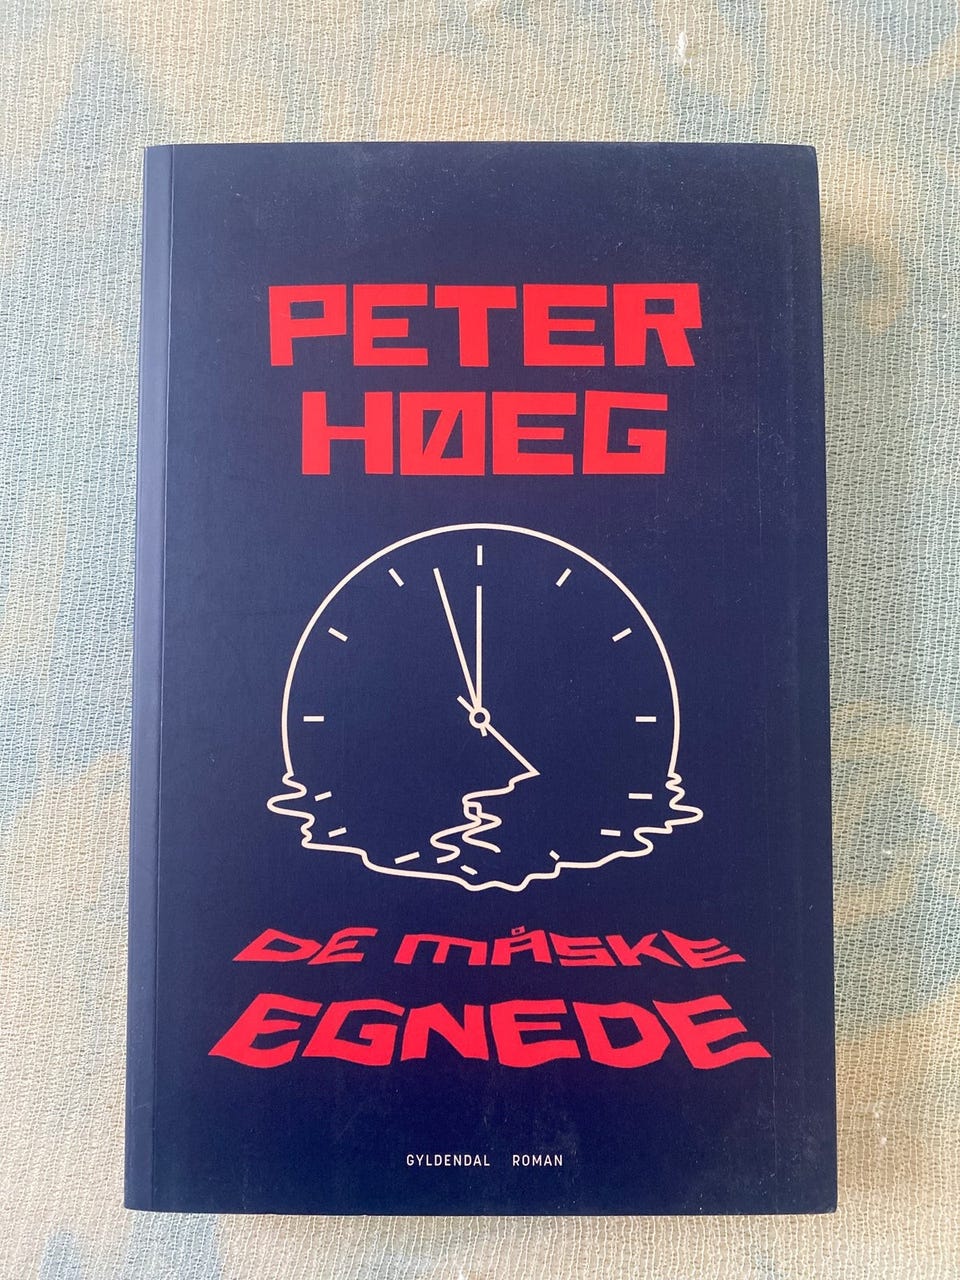 PETER
HØEG
DE MÅSKE
EGNEDE
GYLDENDAL ROMAN